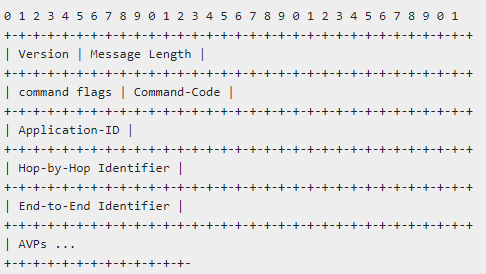 0 1 2 3 4 5 6 7 8 9 0 1 2 3 4 5 6 7 8 9 0 1 2 3 4 5 6 7 8 9 0 1
+-+-+-+-+-+-+-+-+-+-+-+-+-+-+-+-+-+-+-+-+-+-+-+-+-+-+-+-+-+-+-+-+
| Version | Message Length |
+-+-+-+-+-+-+-+-+-+-+-+-+-+-+-+-+-+-+-+-+-+-+-+-+-+-+-+-+-+-+-+-+
| command flags | Command-Code |
+-+-+-+-+-+-+-+-+-+-+-+-+-+-+-+-+-+-+-+-+-+-+-+-+-+-+-+-+-+-+-+-+
| Application-ID |
+-+-+-+-+-+-+-+-+-+-+-+-+-+-+-+-+-+-+-+-+-+-+-+-+-+-+-+-+-+-+-+-+
| Hop-by-Hop Identifier |
+-+-+-+-+-+-+-+-+-+-+-+-+-+-+-+-+-+-+-+-+-+-+-+-+-+-+-+-+-+-+-+-+
| End-to-End Identifier |
+-+-+-+-+-+-+-+-+-+-+-+-+-+-+-+-+-+-+-+-+-+-+-+-+-+-+-+-+-+-+-+-+
| AVPs ...
+-+-+-+-+-+-+-+-+-+-+-+-+-